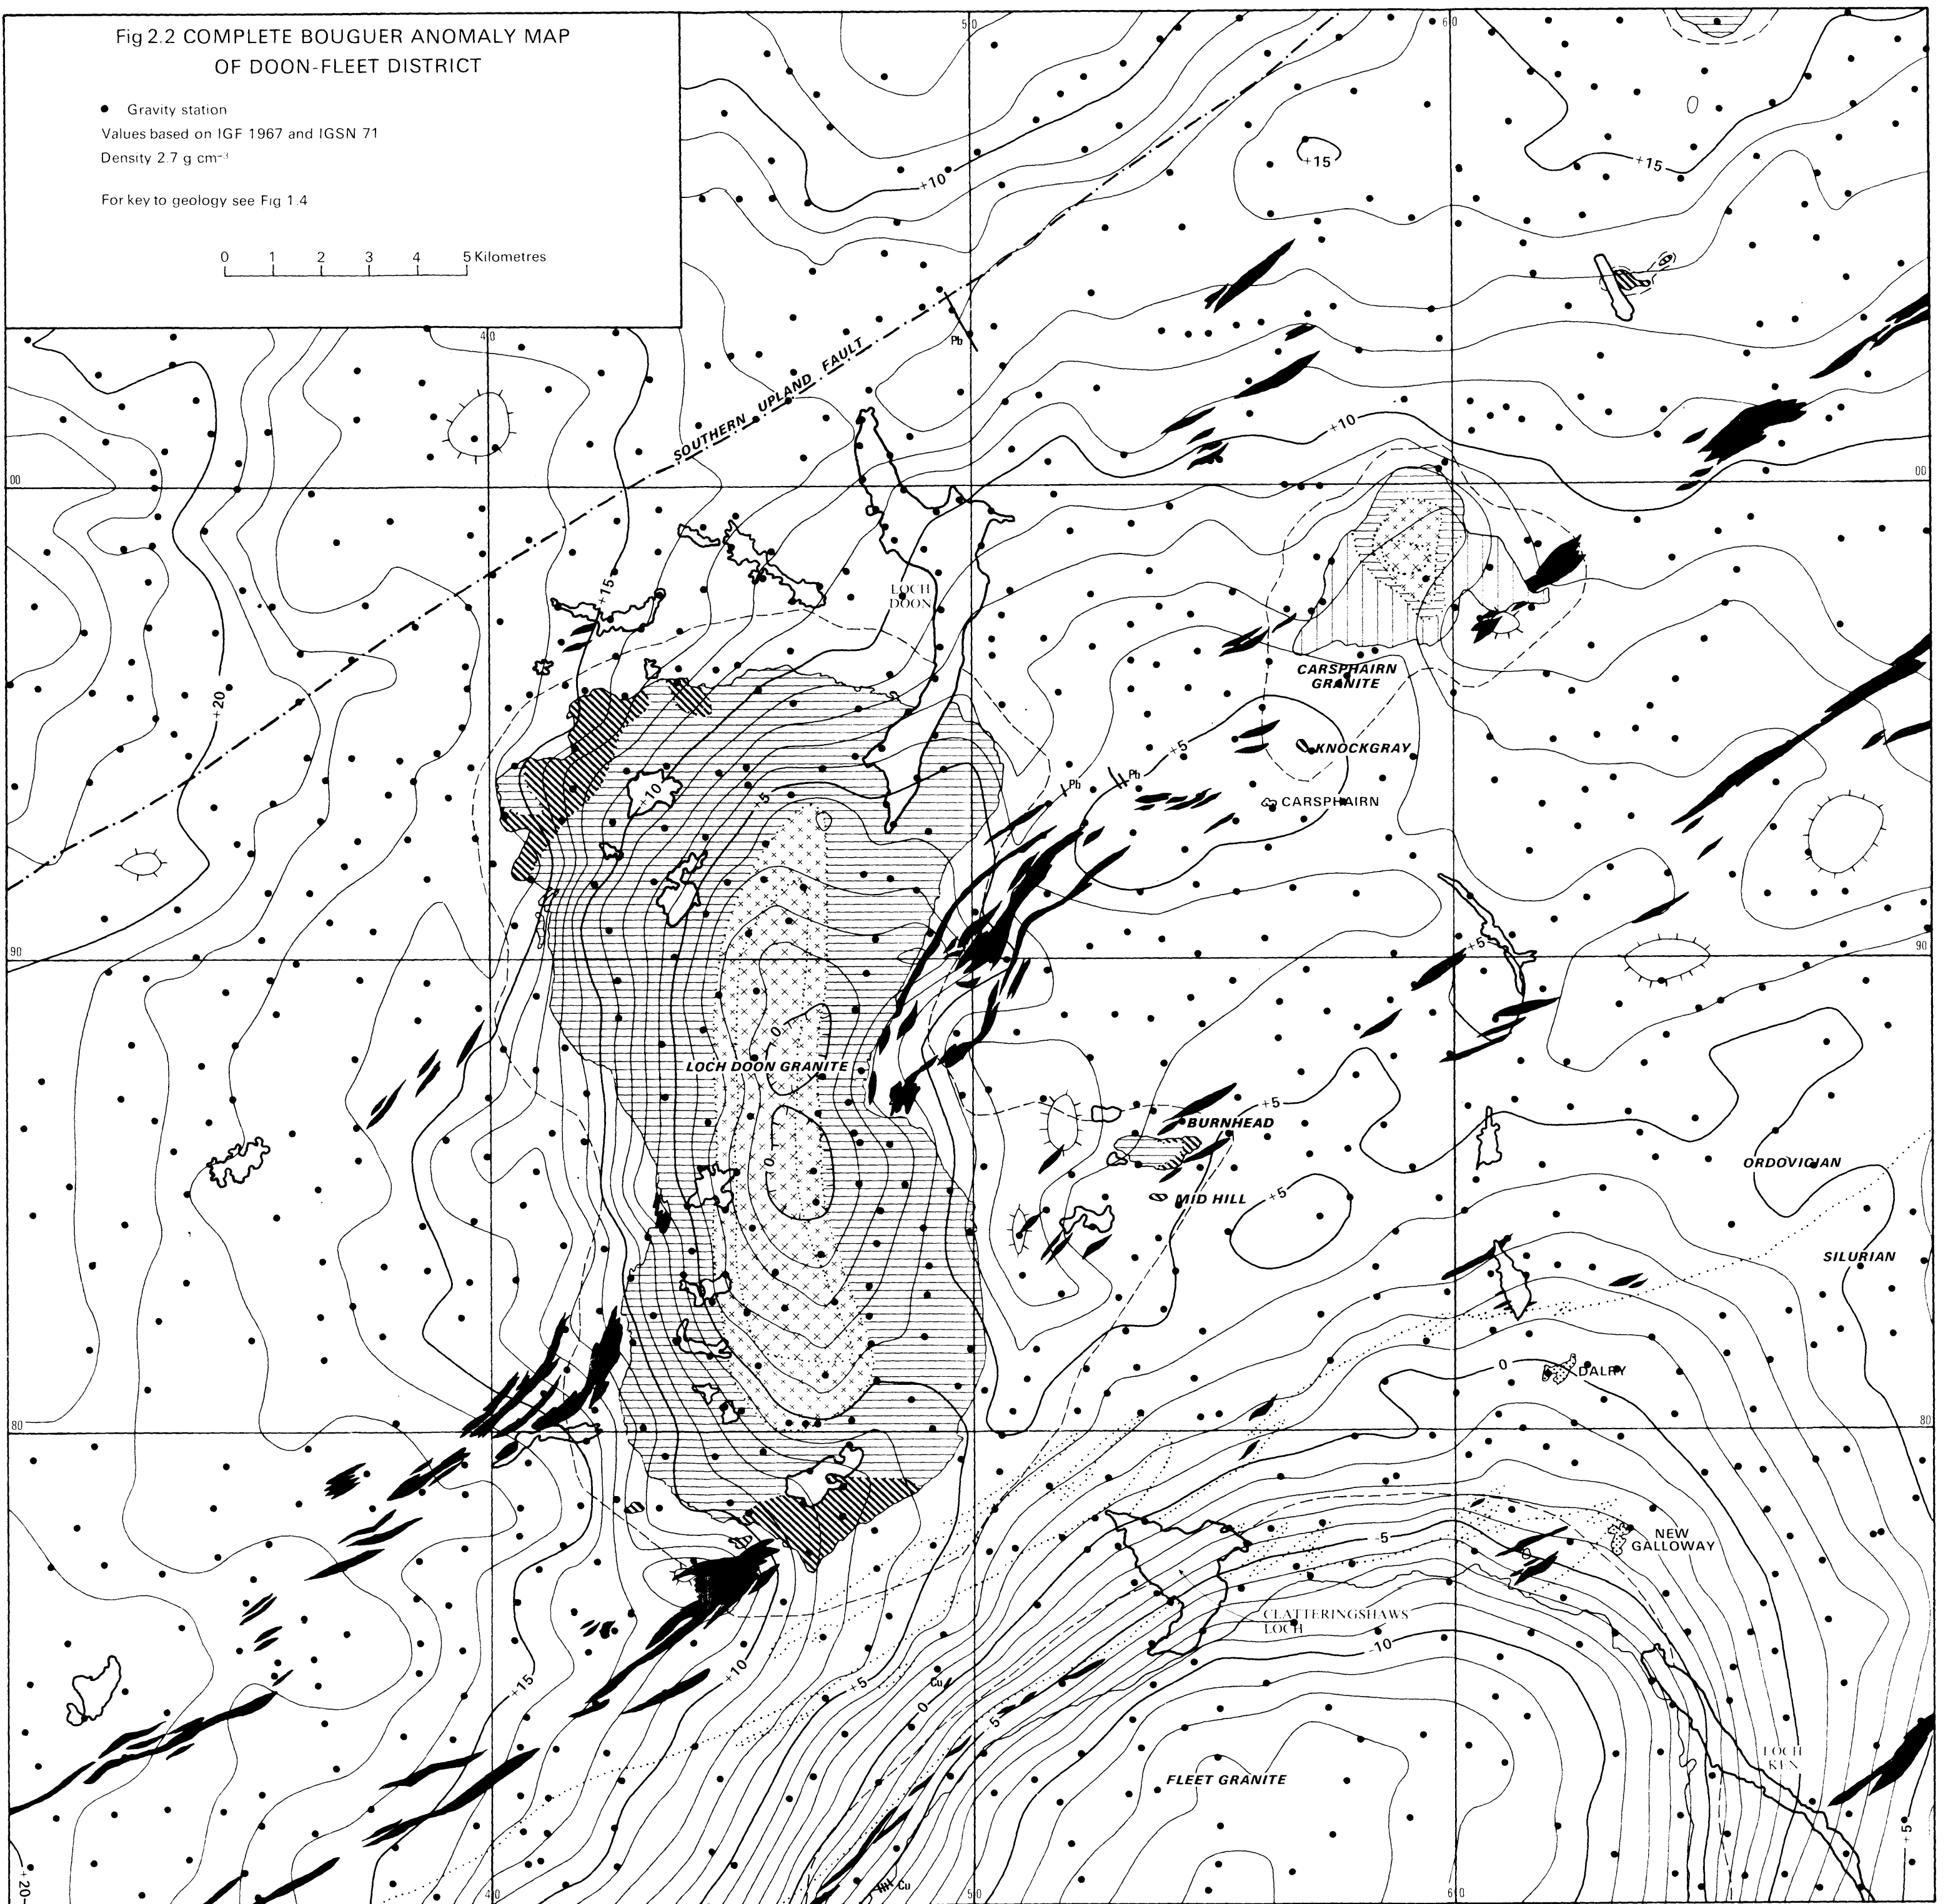 Fig 2.2 COMPLETE BOUGUER ANOMALY MAP
OF DOON-FLEET DISTRICT
Gravity station
Values based on IGF 1967 and IGSN 71
Density 2.7 g cm⁻³
For key to geology see Fig 1.4
0 1 2 3 4 5 Kilometres
50
60
0
+15
+15
+10
Pb
40
SOUTHERN UPLAND FAULT
+10
00
00
+15
LOCH
DOON
CARSPHAIRN
GRANITE
+20
+5
KNOCKGRAY
Pb
Pb
+10
+5
CARSPHAIRN
90
+5
90
0
LOCH DOON GRANITE
+5
BURNHEAD
0
ORDOVICIAN
MID HILL
+5
SILURIAN
0
DALRY
80
80
-5
NEW
GALLOWAY
CLATTERINGSHAWS
LOCH
-10
+10
+15
+5
Cu
0
-5
LOCH
KEN
FLEET GRANITE
+5
+20
Cu
40
50
60